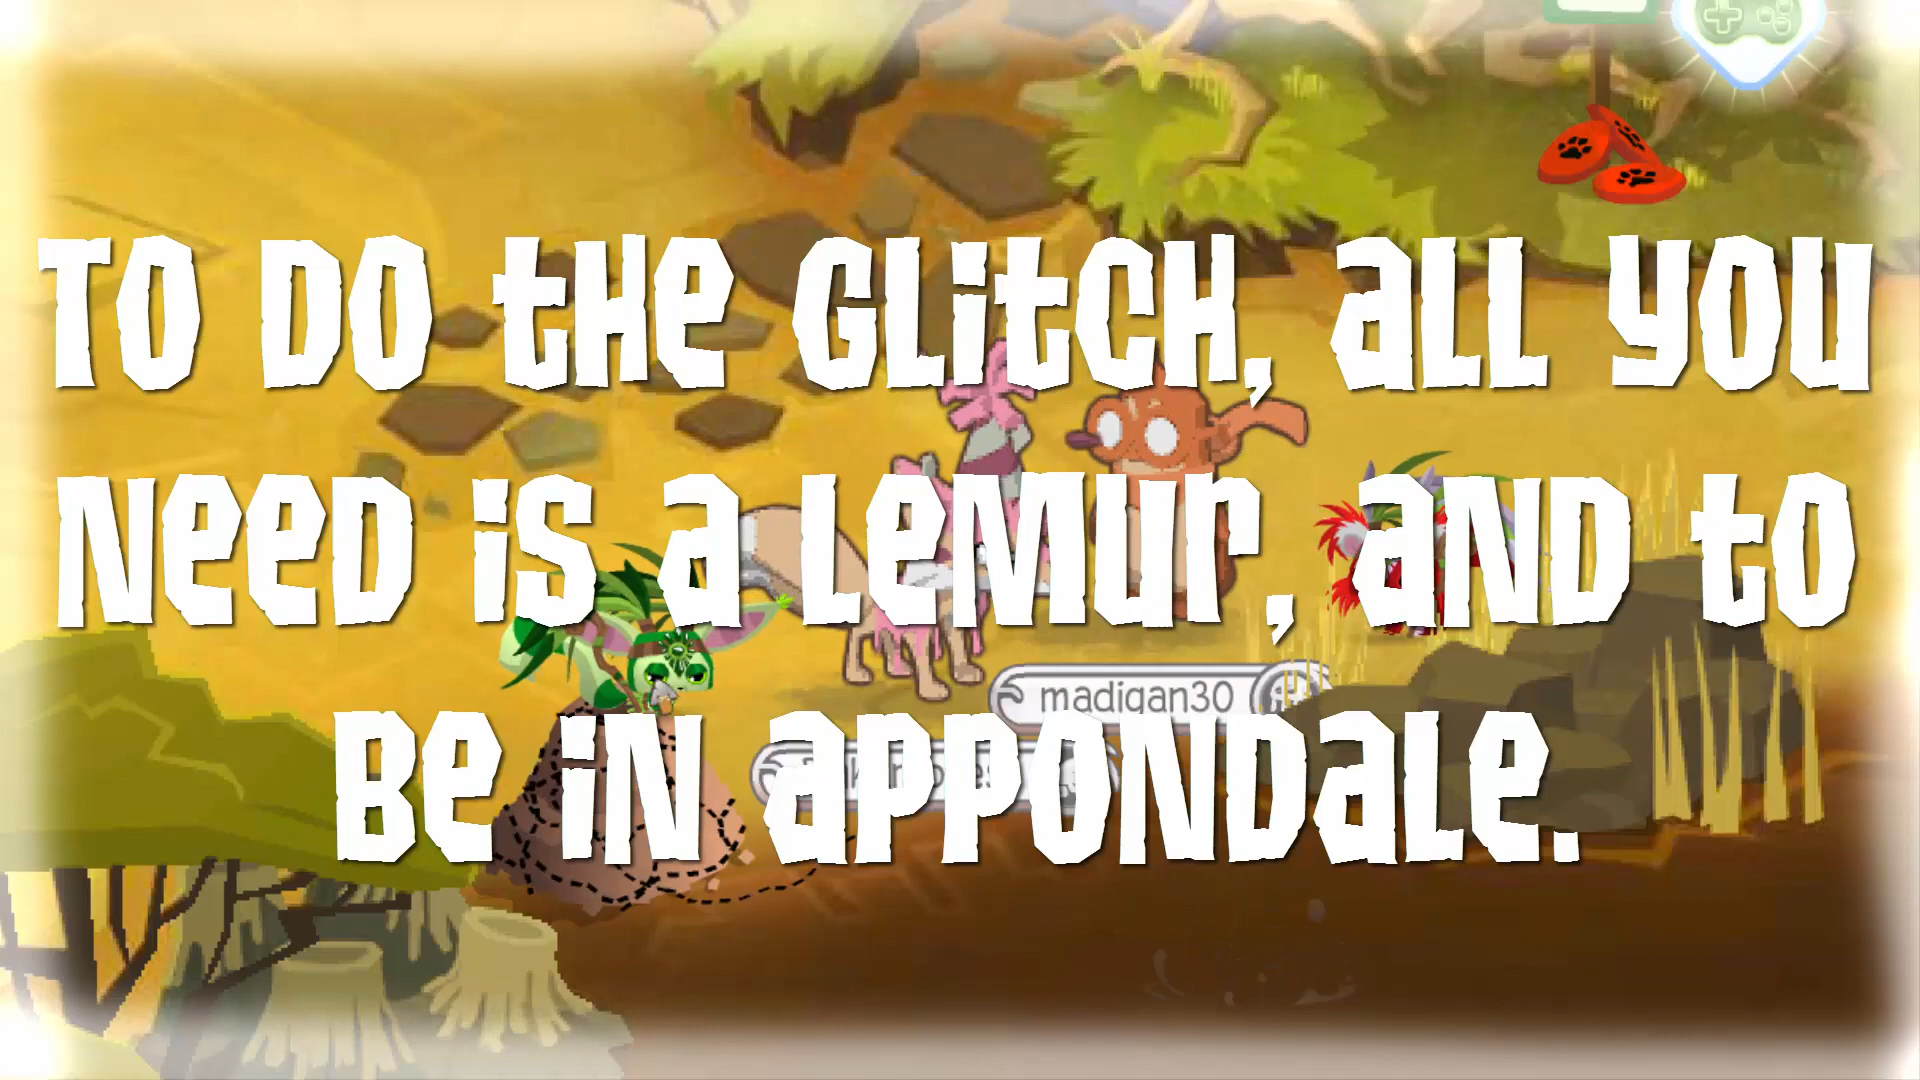 To do the glitch, all you
need is a lemur, and to
be in appondale.
madigan30